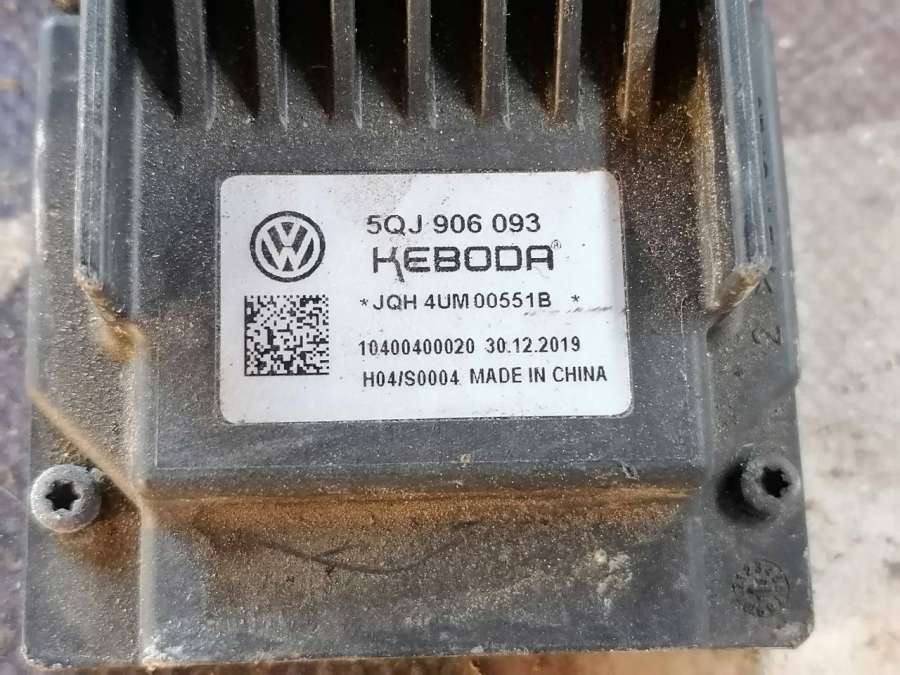 5QJ 906 093
KEBODA®
*JQH 4UM 00551B *
10400400020 30.12.2019
H04/S0004 MADE IN CHINA